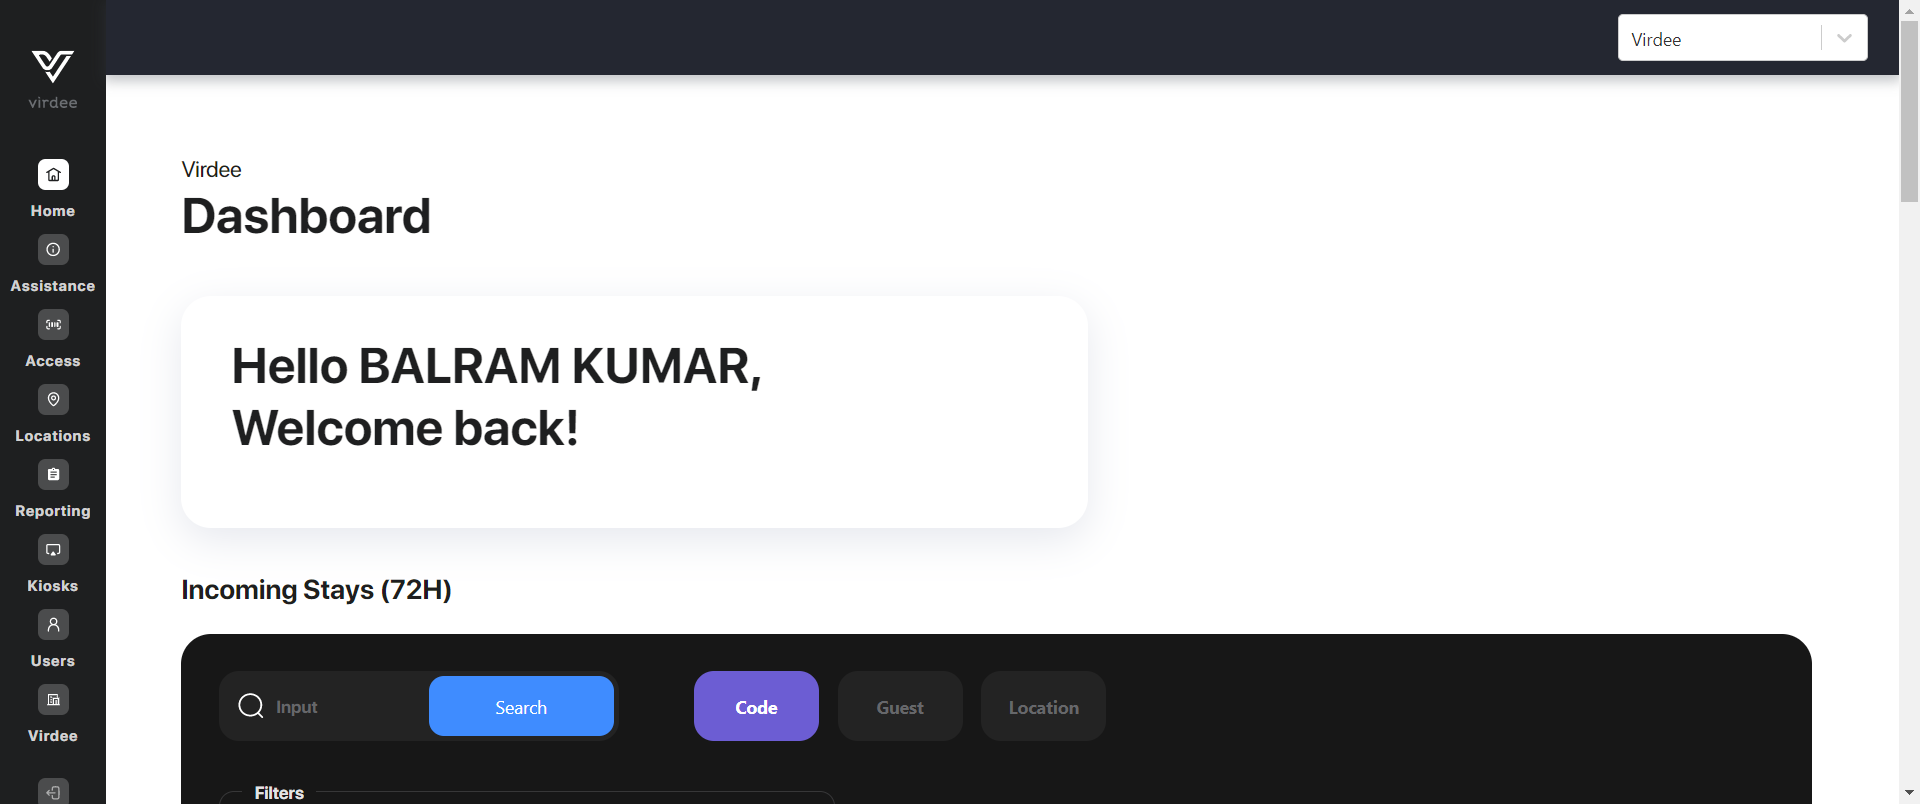 virdee
Home
Assistance
Access
Locations
Reporting
Kiosks
Users
Virdee
Virdee
Virdee
Dashboard
Hello BALRAM KUMAR,
Welcome back!
Incoming Stays (72H)
Input
Search
Code
Guest
Location
Filters